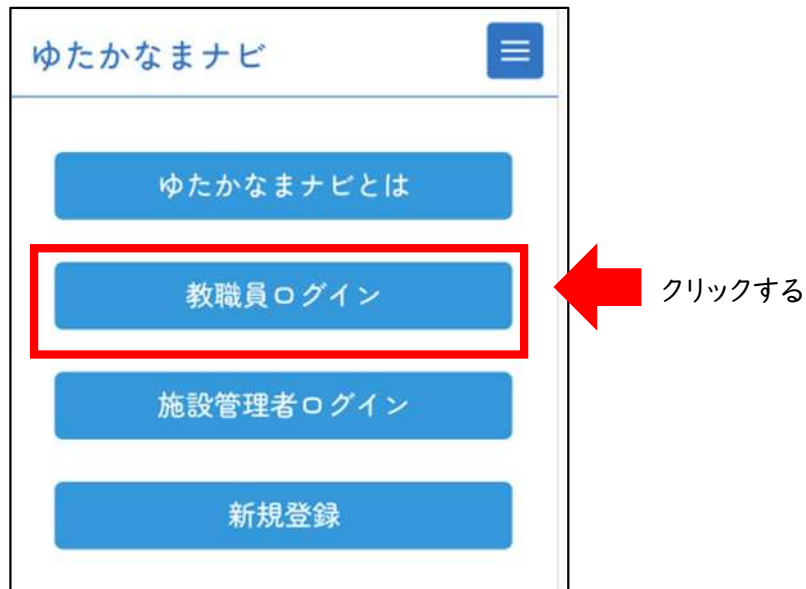 ゆたかなまナビ
ゆたかなまナビとは
教職員ログイン
クリックする
施設管理者ログイン
新規登録